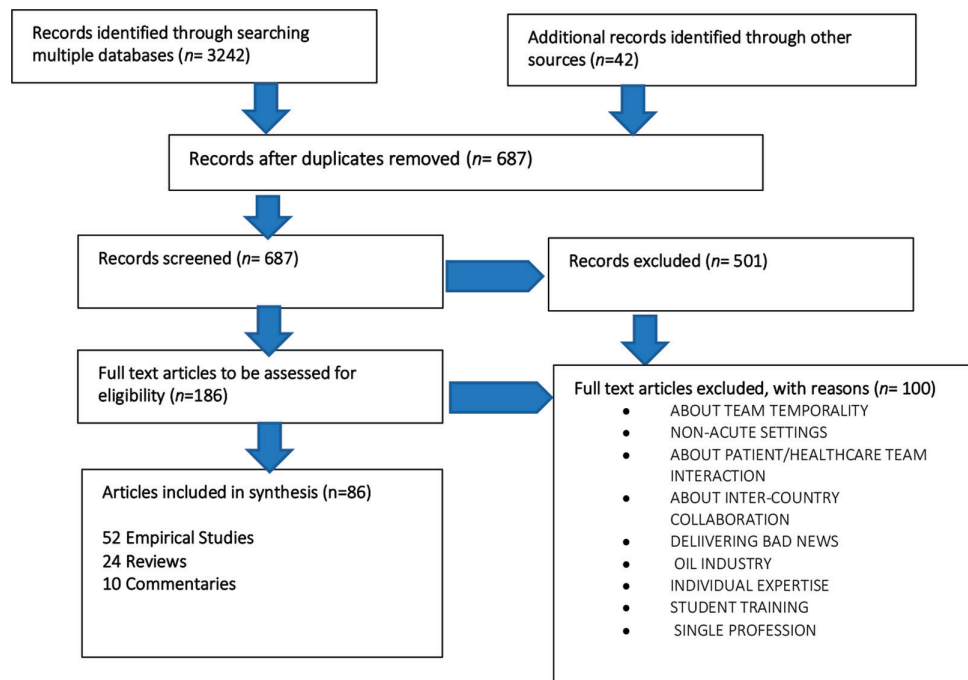 Records identified through searching
multiple databases (n= 3242)
Additional records identified through other
sources (n=42)
Records after duplicates removed (n= 687)
Records screened (n= 687)
Records excluded (n= 501)
Full text articles to be assessed for
eligibility (n=186)
Full text articles excluded, with reasons (n= 100)
• ABOUT TEAM TEMPORALITY
• NON-ACUTE SETTINGS
• ABOUT PATIENT/HEALTHCARE TEAM
INTERACTION
• ABOUT INTER-COUNTRY
COLLABORATION
• DELIIVERING BAD NEWS
• OIL INDUSTRY
• INDIVIDUAL EXPERTISE
• STUDENT TRAINING
• SINGLE PROFESSION
Articles included in synthesis (n=86)
52 Empirical Studies
24 Reviews
10 Commentaries